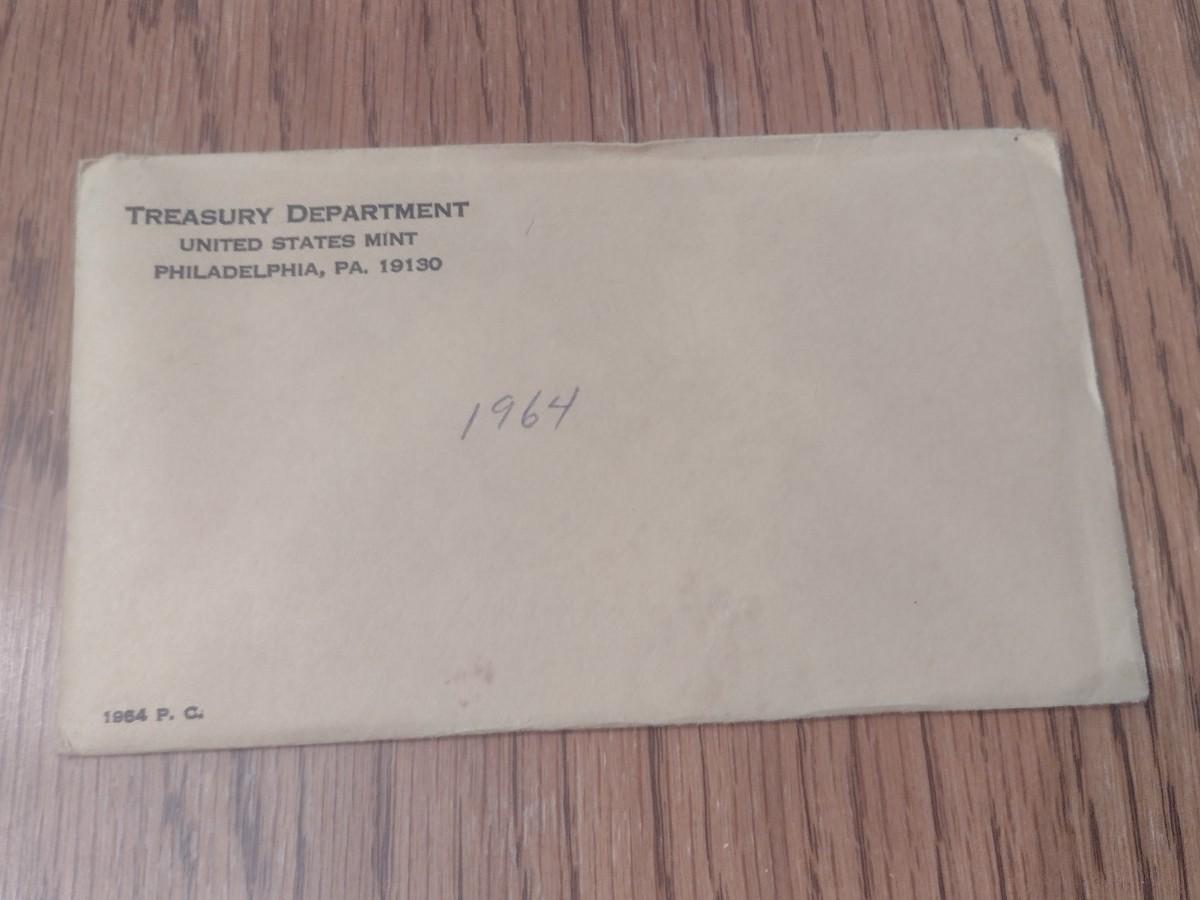 TREASURY DEPARTMENT
UNITED STATES MINT
PHILADELPHIA, PA. 19130
1964
1964 P. C.